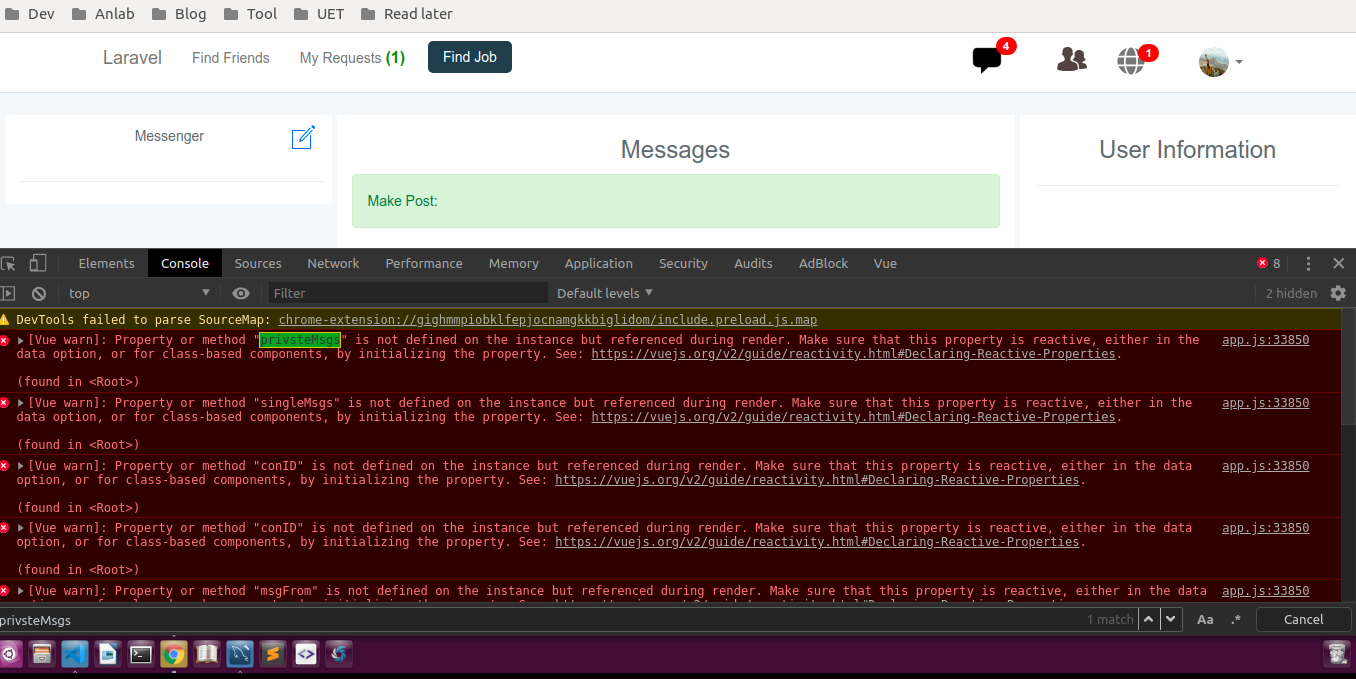 Dev Anlab Blog Tool UET Read later
Laravel Find Friends My Requests (1) Find Job 4 1
Messenger
Messages
User Information
Make Post:
Elements Console Sources Network Performance Memory Application Security Audits AdBlock Vue 8
top Filter Default levels 2 hidden
DevTools failed to parse SourceMap: chrome-extension://gighmmpiobklfepjocnamgkkbiglidom/include.preload.js.map
[Vue warn]: Property or method "privsteMsgs" is not defined on the instance but referenced during render. Make sure that this property is reactive, either in the app.js:33850
data option, or for class-based components, by initializing the property. See: https://vuejs.org/v2/guide/reactivity.html#Declaring-Reactive-Properties.
(found in <Root>)
[Vue warn]: Property or method "singleMsgs" is not defined on the instance but referenced during render. Make sure that this property is reactive, either in the app.js:33850
data option, or for class-based components, by initializing the property. See: https://vuejs.org/v2/guide/reactivity.html#Declaring-Reactive-Properties.
(found in <Root>)
[Vue warn]: Property or method "conID" is not defined on the instance but referenced during render. Make sure that this property is reactive, either in the data app.js:33850
option, or for class-based components, by initializing the property. See: https://vuejs.org/v2/guide/reactivity.html#Declaring-Reactive-Properties.
(found in <Root>)
[Vue warn]: Property or method "conID" is not defined on the instance but referenced during render. Make sure that this property is reactive, either in the data app.js:33850
option, or for class-based components, by initializing the property. See: https://vuejs.org/v2/guide/reactivity.html#Declaring-Reactive-Properties.
(found in <Root>)
[Vue warn]: Property or method "msgFrom" is not defined on the instance but referenced during render. Make sure that this property is reactive, either in the data app.js:33850
privsteMsgs 1 match Aa .* Cancel